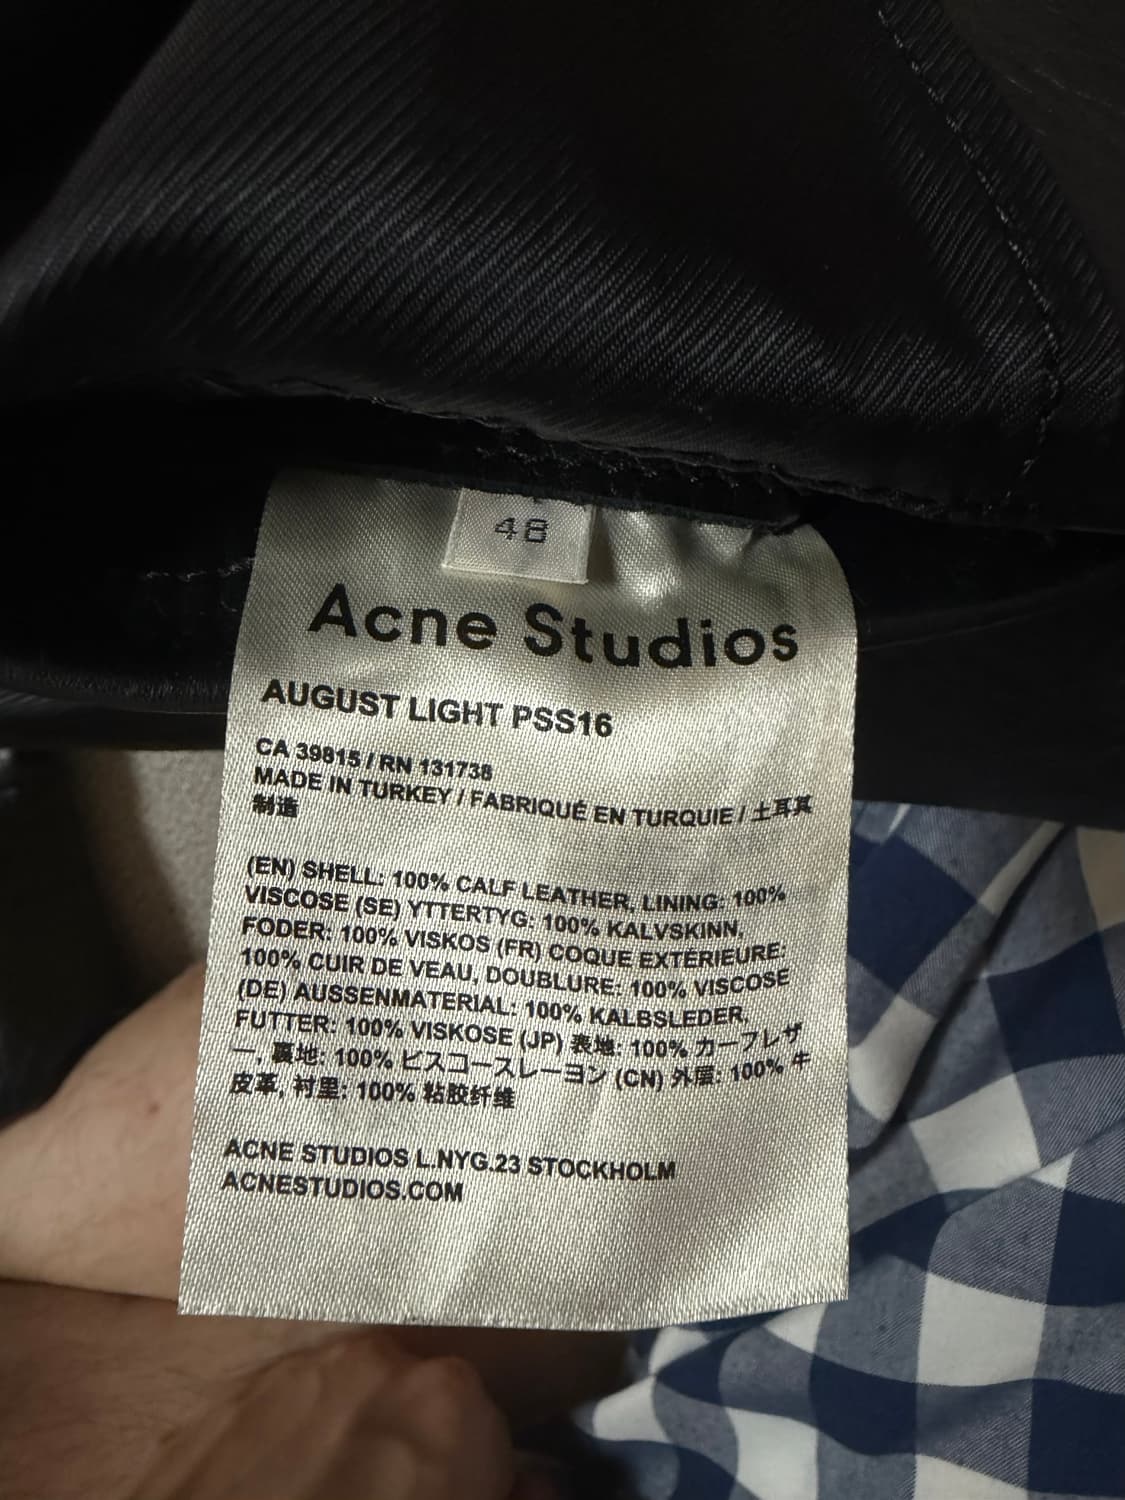 48
Acne Studios
AUGUST LIGHT PSS16
CA 39815 / RN 131738
MADE IN TURKEY / FABRIQUÉ EN TURQUIE / 土耳其
制造
(EN) SHELL: 100% CALF LEATHER, LINING: 100%
VISCOSE (SE) YTTERTYG: 100% KALVSKINN,
FODER: 100% VISKOS (FR) COQUE EXTÉRIEURE:
100% CUIR DE VEAU, DOUBLURE: 100% VISCOSE
(DE) AUSSENMATERIAL: 100% KALBSLEDER,
FUTTER: 100% VISKOSE (JP) 表地: 100% カーフレザ
ー, 裏地: 100% ビスコースレーヨン (CN) 外层: 100% 牛
皮革, 衬里: 100% 粘胶纤维
ACNE STUDIOS L.NYG.23 STOCKHOLM
ACNESTUDIOS.COM